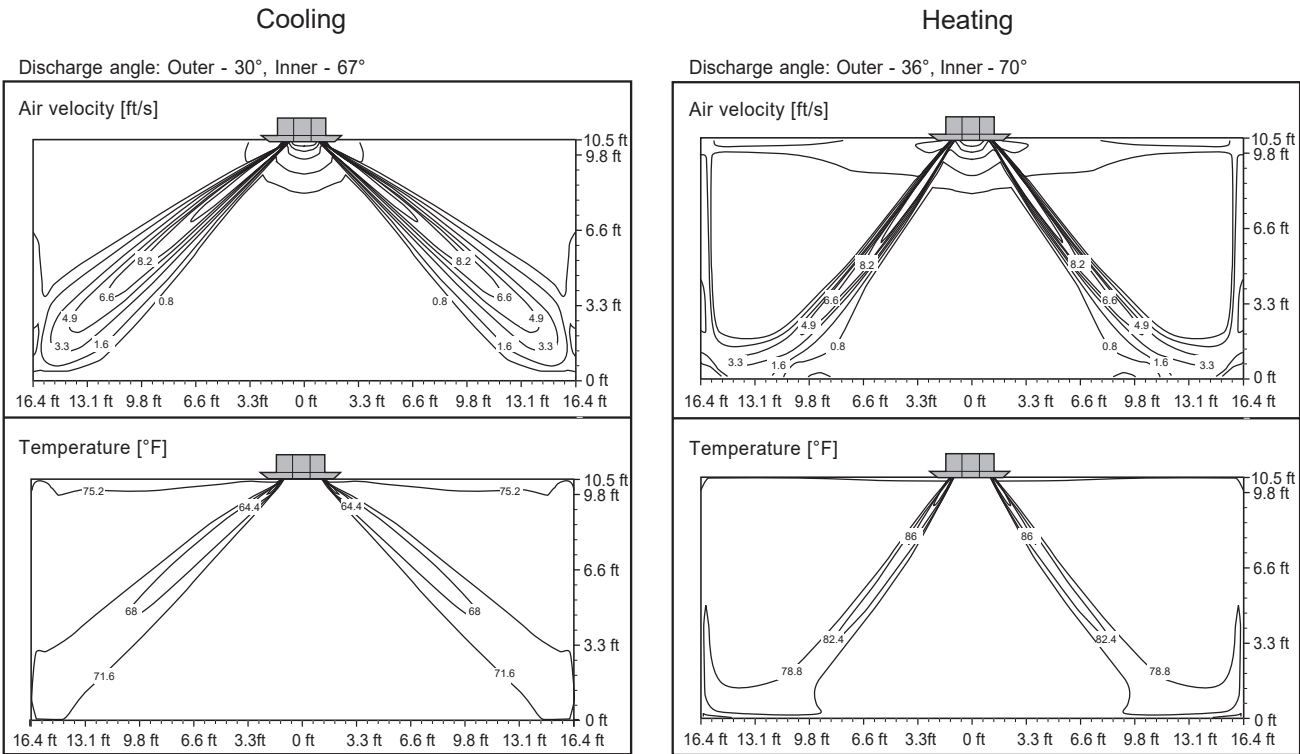 Cooling
Heating
Discharge angle: Outer - 30°, Inner - 67°
Discharge angle: Outer - 36°, Inner - 70°
Air velocity [ft/s]
10.5 ft
9.8 ft
6.6 ft
8.2
8.2
6.6
6.6
0.8
0.8
3.3 ft
4.9
4.9
3.3
1.6
1.6
3.3
0 ft
16.4 ft 13.1 ft 9.8 ft 6.6 ft 3.3ft 0 ft 3.3 ft 6.6 ft 9.8 ft 13.1 ft 16.4 ft
Air velocity [ft/s]
10.5 ft
9.8 ft
6.6 ft
8.2
8.2
6.6
6.6
3.3 ft
4.9
4.9
0.8
0.8
3.3
1.6
1.6
3.3
0 ft
16.4 ft 13.1 ft 9.8 ft 6.6 ft 3.3ft 0 ft 3.3 ft 6.6 ft 9.8 ft 13.1 ft 16.4 ft
Temperature [°F]
10.5 ft
75.2
75.2
9.8 ft
64.4
64.4
6.6 ft
68
68
3.3 ft
71.6
71.6
0 ft
16.4 ft 13.1 ft 9.8 ft 6.6 ft 3.3ft 0 ft 3.3 ft 6.6 ft 9.8 ft 13.1 ft 16.4 ft
Temperature [°F]
10.5 ft
9.8 ft
86
86
6.6 ft
82.4
82.4
3.3 ft
78.8
78.8
0 ft
16.4 ft 13.1 ft 9.8 ft 6.6 ft 3.3ft 0 ft 3.3 ft 6.6 ft 9.8 ft 13.1 ft 16.4 ft